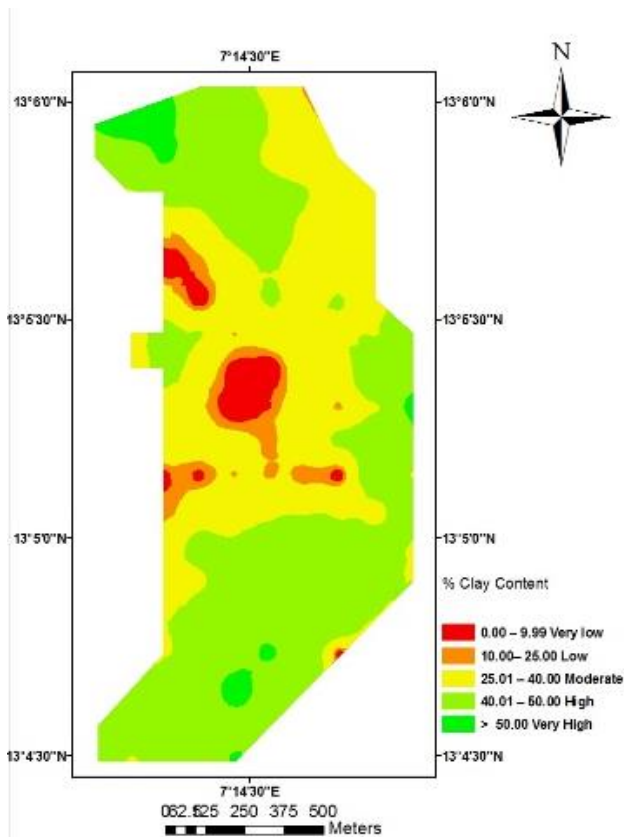 7°14'30"E
N
13°6'0"N
13°6'0"N
13°5'30"N
13°5'30"N
13°5'0"N
13°5'0"N
% Clay Content
0.00 – 9.99 Very low
10.00– 25.00 Low
25.01 – 40.00 Moderate
40.01 – 50.00 High
> 50.00 Very High
13°4'30"N
13°4'30"N
7°14'30"E
250 375 500
Meters